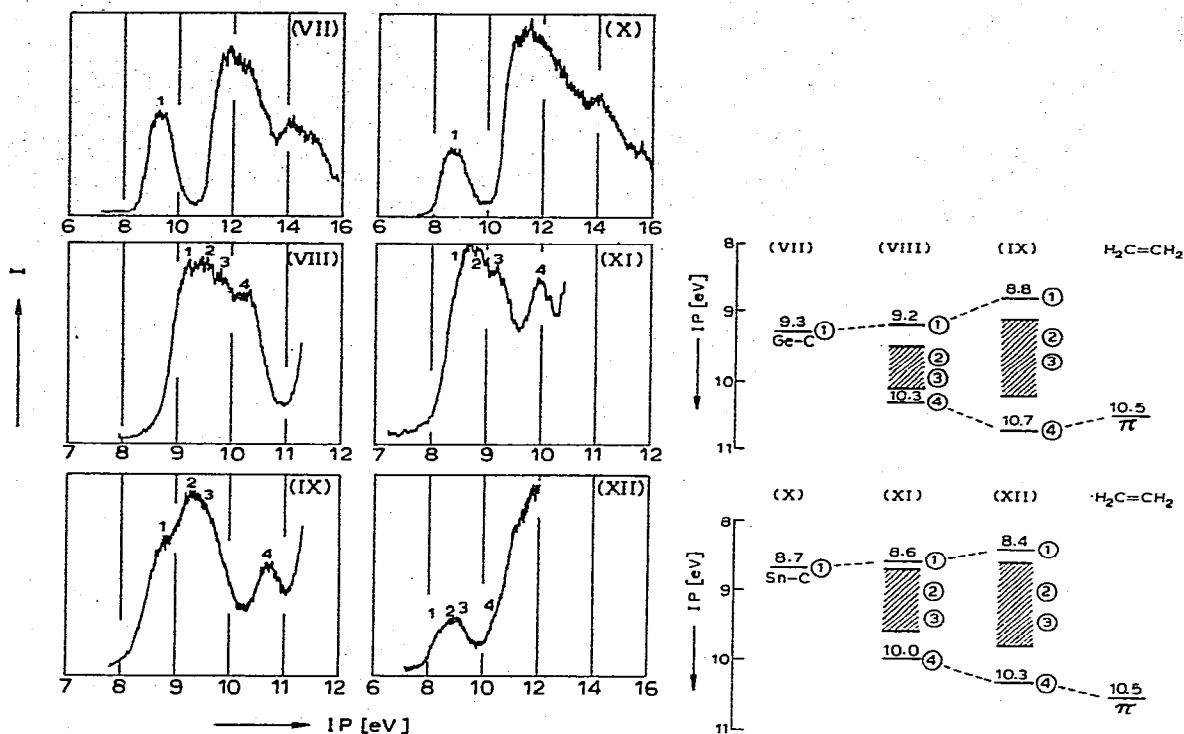 (VII)
1
6 8 10 12 14 16
(X)
1
6 8 10 12 14 16
I
(VIII)
1 2 3 4
7 8 9 10 11 12
(XI)
1 2 3 4
7 8 9 10 11 12
(IX)
1 2 3 4
7 8 9 10 11 12
(XII)
1 2 3 4
6 8 10 12 14 16
IP [eV]
(VII) (VIII) (IX) H₂C=CH₂
IP [eV]
8
9
10
11
9.3 1
Ge-C
9.2 1
2
3
10.3 4
8.8 1
2
3
10.7 4
10.5
π
(X) (XI) (XII) H₂C=CH₂
IP [eV]
8
9
10
11
8.7 1
Sn-C
8.6 1
2
3
10.0 4
8.4 1
2
3
10.3 4
10.5
π